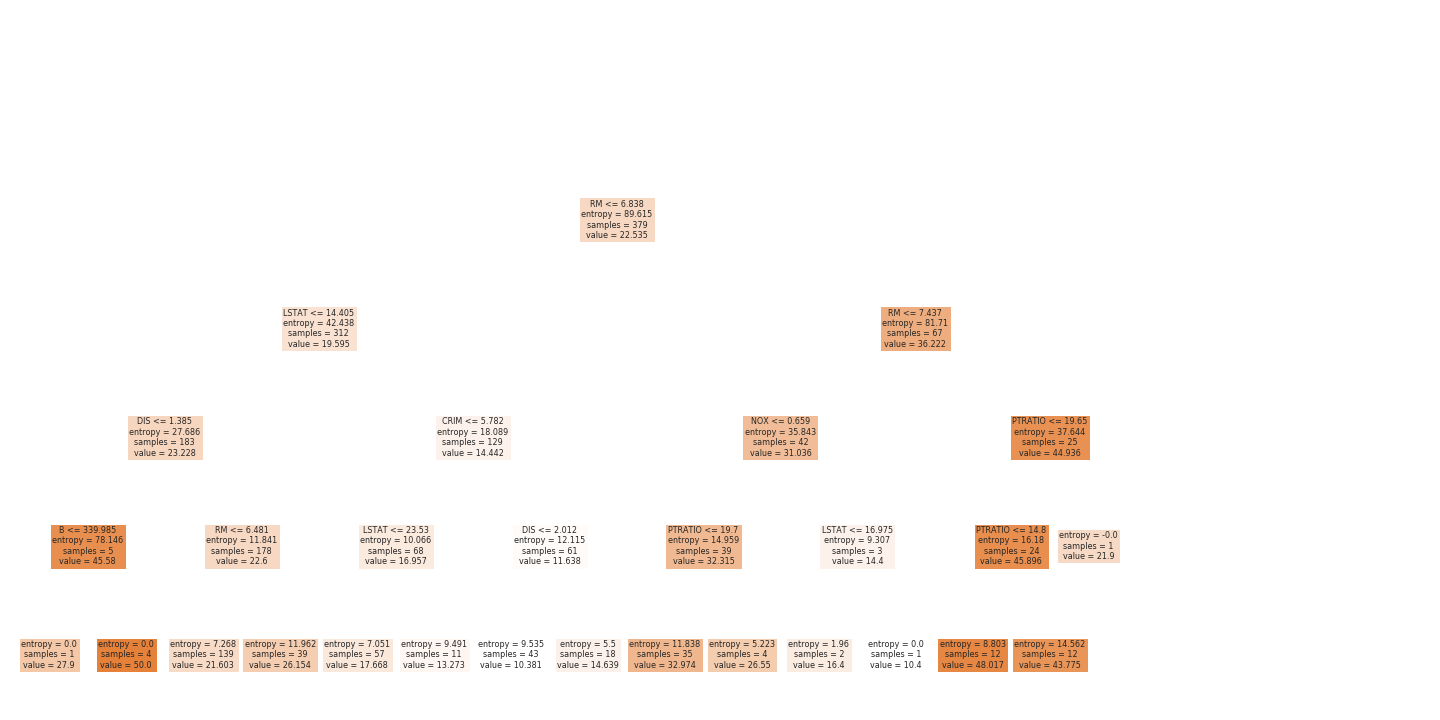 RM <= 6.838
entropy = 89.615
samples = 379
value = 22.535
LSTAT <= 14.405
entropy = 42.438
samples = 312
value = 19.595
RM <= 7.437
entropy = 81.71
samples = 67
value = 36.222
DIS <= 1.385
entropy = 27.686
samples = 183
value = 23.228
CRIM <= 5.782
entropy = 18.089
samples = 129
value = 14.442
NOX <= 0.659
entropy = 35.843
samples = 42
value = 31.036
PTRATIO <= 19.65
entropy = 37.644
samples = 25
value = 44.936
B <= 339.985
entropy = 78.146
samples = 5
value = 45.58
RM <= 6.481
entropy = 11.841
samples = 178
value = 22.6
LSTAT <= 23.53
entropy = 10.066
samples = 68
value = 16.957
DIS <= 2.012
entropy = 12.115
samples = 61
value = 11.638
PTRATIO <= 19.7
entropy = 14.959
samples = 39
value = 32.315
LSTAT <= 16.975
entropy = 9.307
samples = 3
value = 14.4
PTRATIO <= 14.8
entropy = 16.18
samples = 24
value = 45.896
entropy = -0.0
samples = 1
value = 21.9
entropy = 0.0
samples = 1
value = 27.9
entropy = 0.0
samples = 4
value = 50.0
entropy = 7.268
samples = 139
value = 21.603
entropy = 11.962
samples = 39
value = 26.154
entropy = 7.051
samples = 57
value = 17.668
entropy = 9.491
samples = 11
value = 13.273
entropy = 9.535
samples = 43
value = 10.381
entropy = 5.5
samples = 18
value = 14.639
entropy = 11.838
samples = 35
value = 32.974
entropy = 5.223
samples = 4
value = 26.55
entropy = 1.96
samples = 2
value = 16.4
entropy = 0.0
samples = 1
value = 10.4
entropy = 8.803
samples = 12
value = 48.017
entropy = 14.562
samples = 12
value = 43.775